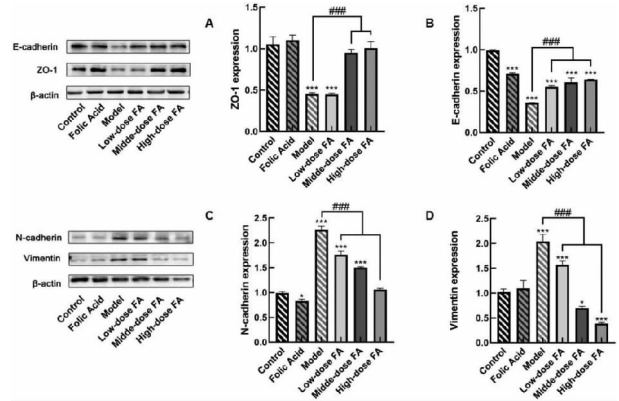 E-cadherin
ZO-1
β-actin
Control
Folic Acid
Model
Low-dose FA
Midde-dose FA
High-dose FA
A
ZO-1 expression
1.5
1.0
0.5
0.0
###
***
***
Control
Folic Acid
Model
Low-dose FA
Midde-dose FA
High-dose FA
B
E-cadherin expression
1.5
1.0
0.5
0.0
###
***
***
***
***
***
Control
Folic Acid
Model
Low-dose FA
Midde-dose FA
High-dose FA
N-cadherin
Vimentin
β-actin
Control
Folic Acid
Model
Low-dose FA
Midde-dose FA
High-dose FA
C
N-cadherin expression
2.5
2.0
1.5
1.0
0.5
0.0
###
*
***
***
***
Control
Folic Acid
Model
Low-dose FA
Midde-dose FA
High-dose FA
D
Vimentin expression
2.5
2.0
1.5
1.0
0.5
0.0
###
***
***
*
***
Control
Folic Acid
Model
Low-dose FA
Midde-dose FA
High-dose FA